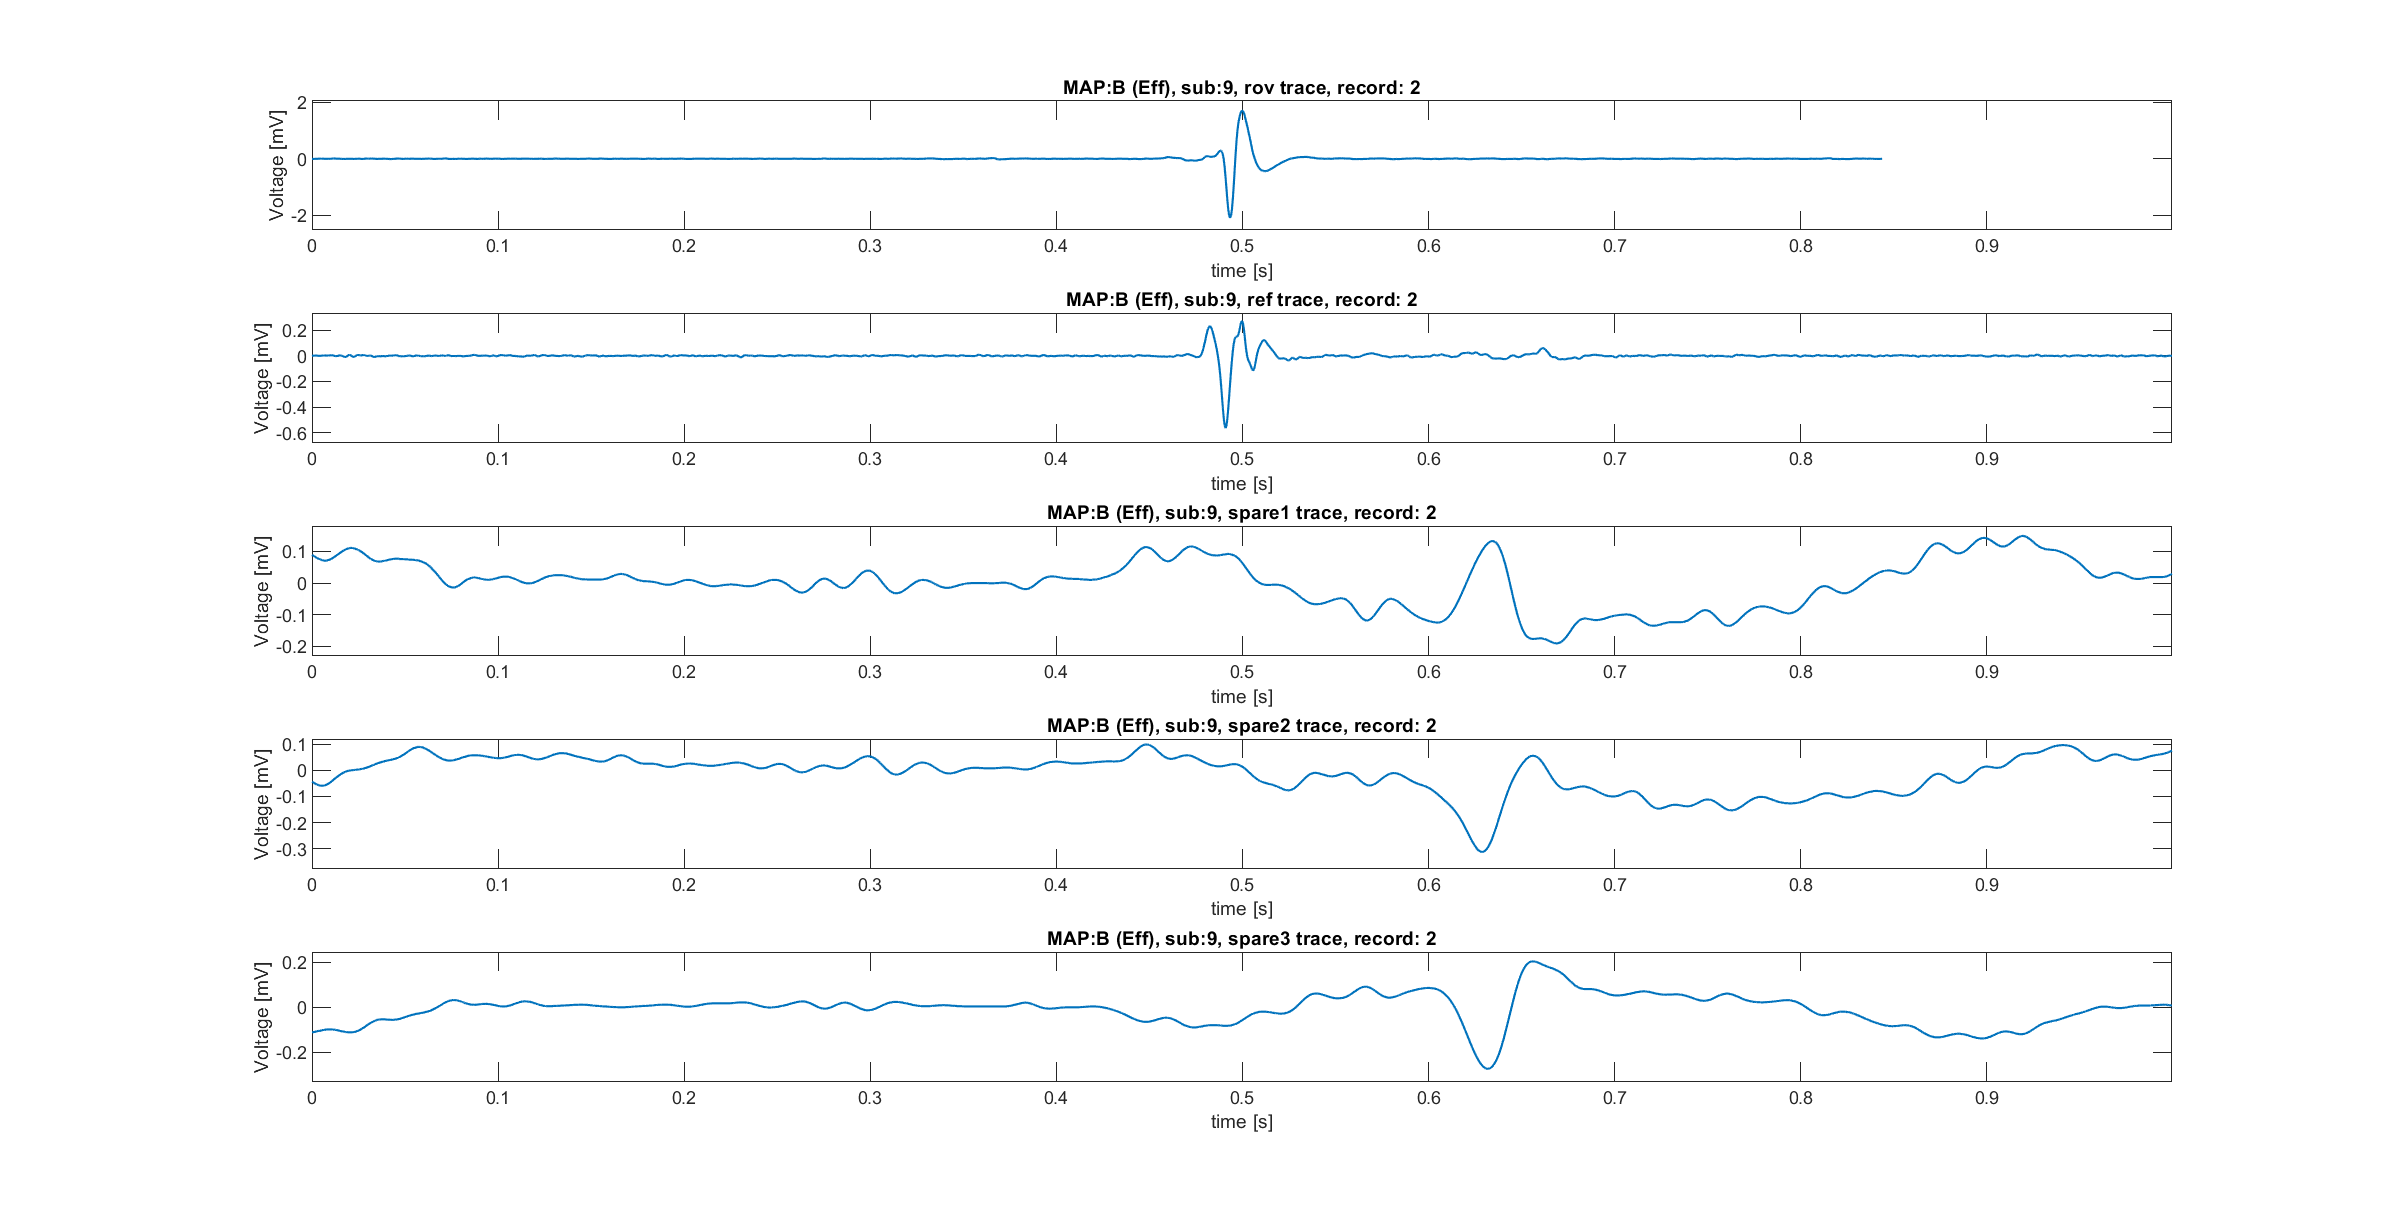 MAP:B (Eff), sub:9, rov trace, record: 2
Voltage [mV]
2
0
-2
0 0.1 0.2 0.3 0.4 0.5 0.6 0.7 0.8 0.9
time [s]
MAP:B (Eff), sub:9, ref trace, record: 2
Voltage [mV]
0.2
0
-0.2
-0.4
-0.6
0 0.1 0.2 0.3 0.4 0.5 0.6 0.7 0.8 0.9
time [s]
MAP:B (Eff), sub:9, spare1 trace, record: 2
Voltage [mV]
0.1
0
-0.1
-0.2
0 0.1 0.2 0.3 0.4 0.5 0.6 0.7 0.8 0.9
time [s]
MAP:B (Eff), sub:9, spare2 trace, record: 2
Voltage [mV]
0.1
0
-0.1
-0.2
-0.3
0 0.1 0.2 0.3 0.4 0.5 0.6 0.7 0.8 0.9
time [s]
MAP:B (Eff), sub:9, spare3 trace, record: 2
Voltage [mV]
0.2
0
-0.2
0 0.1 0.2 0.3 0.4 0.5 0.6 0.7 0.8 0.9
time [s]